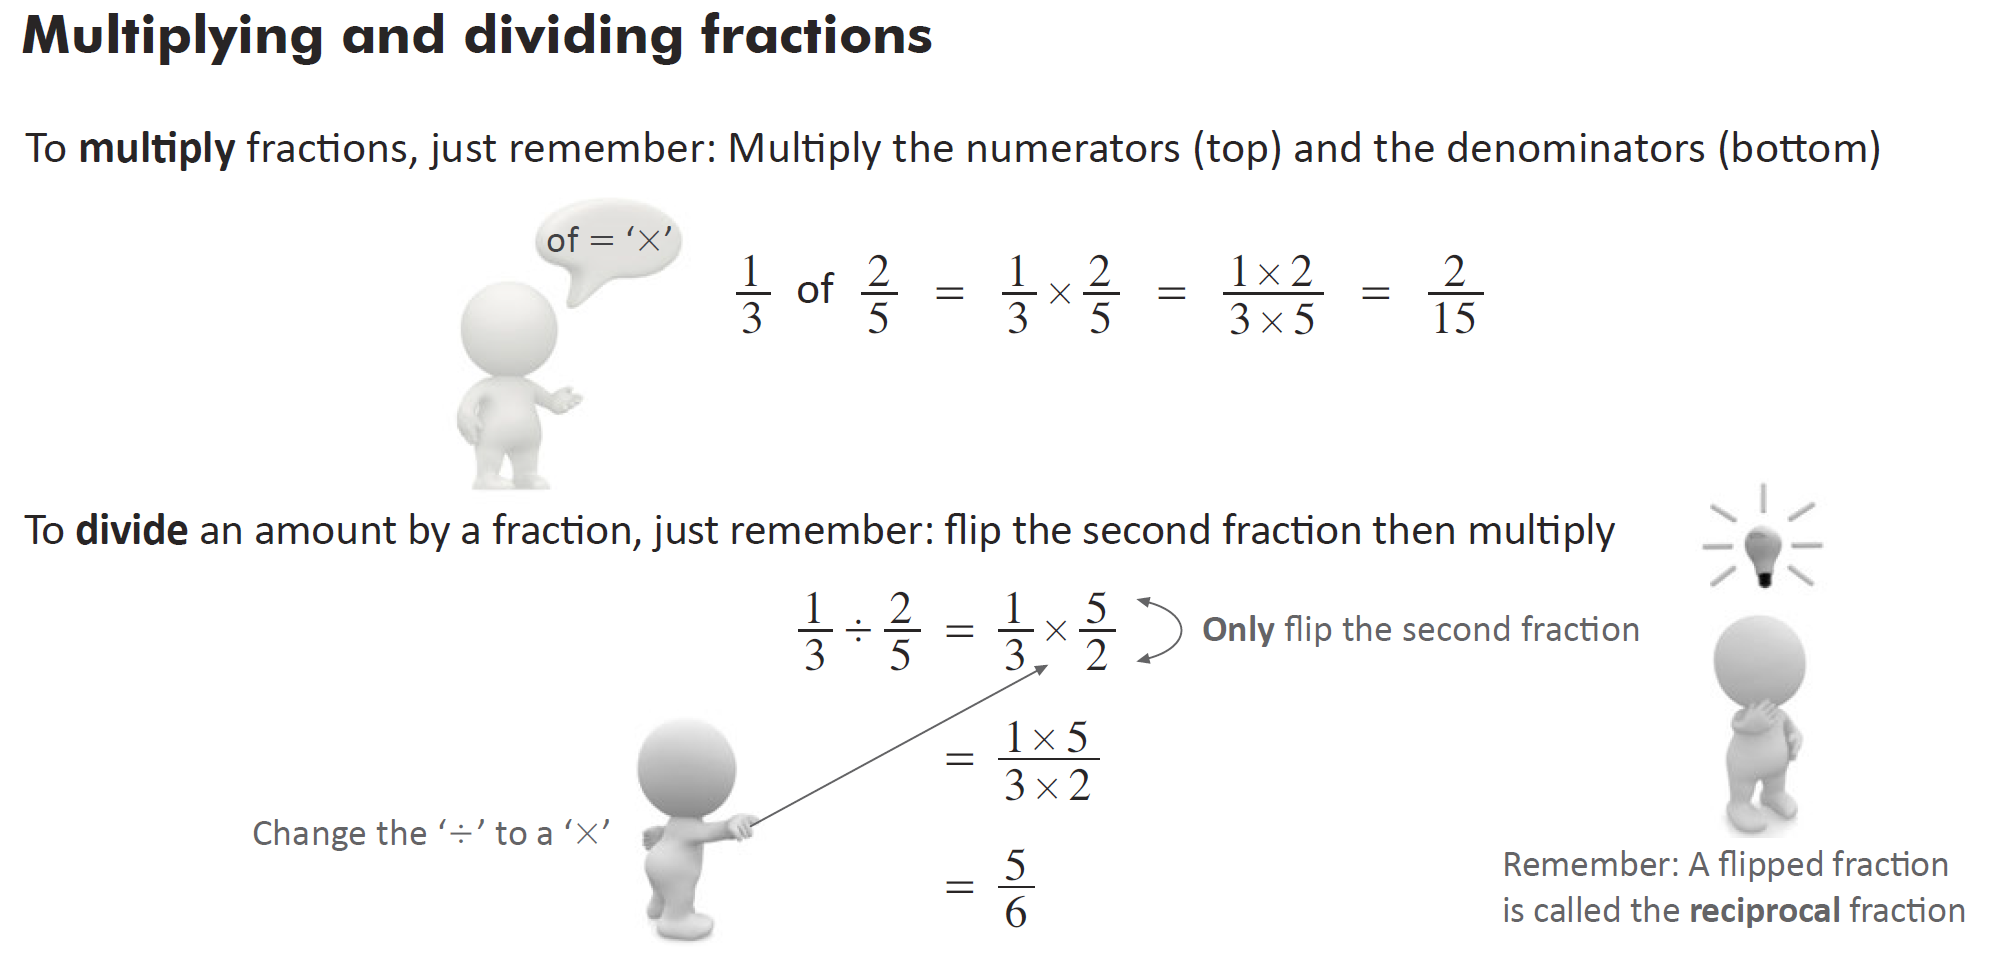 Multiplying and dividing fractions
To multiply fractions, just remember: Multiply the numerators (top) and the denominators (bottom)
of = ‘×’
1/3 of 2/5 = 1/3 × 2/5 = 1 × 2/3 × 5 = 2/15
To divide an amount by a fraction, just remember: flip the second fraction then multiply
1/3 ÷ 2/5 = 1/3 × 5/2 Only flip the second fraction
= 1 × 5/3 × 2
Change the ‘÷’ to a ‘×’
= 5/6
Remember: A flipped fraction
is called the reciprocal fraction